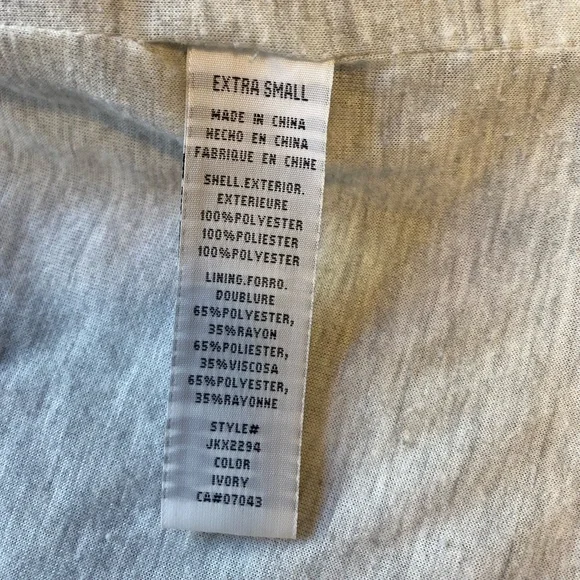 EXTRA SMALL
MADE IN CHINA
HECHO EN CHINA
FABRIQUE EN CHINE
SHELL.EXTERIOR.
EXTERIEURE
100%POLYESTER
100%POLIESTER
100%POLYESTER
LINING.FORRO.
DOUBLURE
65%POLYESTER,
35%RAYON
65%POLIESTER,
35%VISCOSA
65%POLYESTER,
35%RAYONNE
STYLE#
JKX2294
COLOR
IVORY
CA#07043